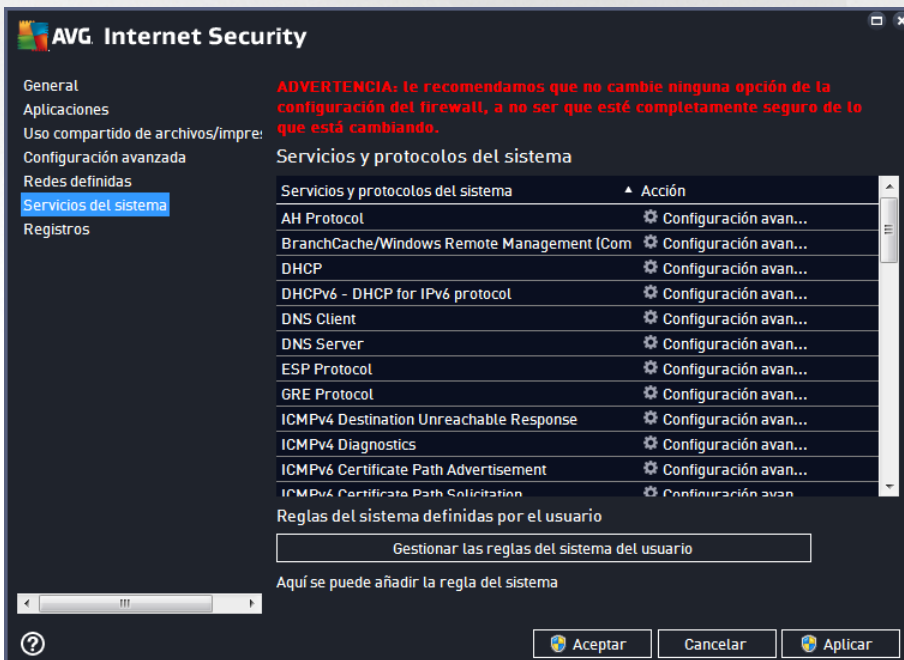 AVG. Internet Security
General
Aplicaciones
Uso compartido de archivos/impre
Configuración avanzada
Redes definidas
Servicios del sistema
Registros
ADVERTENCIA: le recomendamos que no cambie ninguna opción de la
configuración del firewall, a no ser que esté completamente seguro de lo
que está cambiando.
Servicios y protocolos del sistema
Servicios y protocolos del sistema Acción
AH Protocol Configuración avan...
BranchCache/Windows Remote Management (Com Configuración avan...
DHCP Configuración avan...
DHCPv6 - DHCP for IPv6 protocol Configuración avan...
DNS Client Configuración avan...
DNS Server Configuración avan...
ESP Protocol Configuración avan...
GRE Protocol Configuración avan...
ICMPv4 Destination Unreachable Response Configuración avan...
ICMPv4 Diagnostics Configuración avan...
ICMPv6 Certificate Path Advertisement Configuración avan...
ICMPv6 Certificate Path Solicitation Configuración avan
Reglas del sistema definidas por el usuario
Gestionar las reglas del sistema del usuario
Aquí se puede añadir la regla del sistema
? Aceptar Cancelar Aplicar